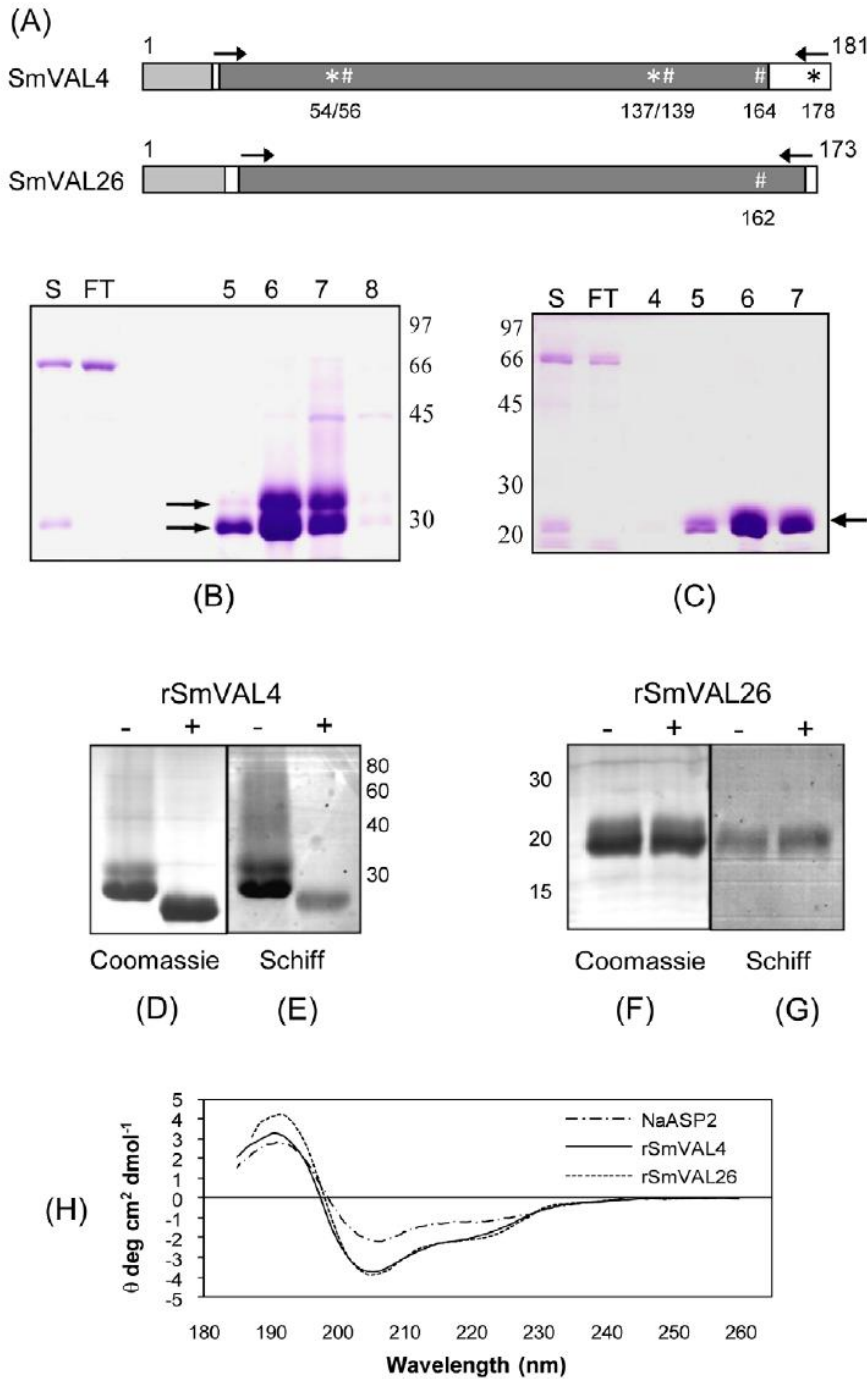 (A)
1 181
SmVAL4 *# *# # *
54/56 137/139 164 178
1 173
SmVAL26 #
162
S FT 5 6 7 8
97
66
45
30
(B)
S FT 4 5 6 7
97
66
45
30
20
(C)
rSmVAL4
- + - +
80
60
40
30
Coomassie Schiff
(D) (E)
rSmVAL26
- + - +
30
20
15
Coomassie Schiff
(F) (G)
(H)
θ deg cm² dmol⁻¹
5
4
3
2
1
0
-1
-2
-3
-4
-5
NaASP2
rSmVAL4
rSmVAL26
180 190 200 210 220 230 240 250 260
Wavelength (nm)